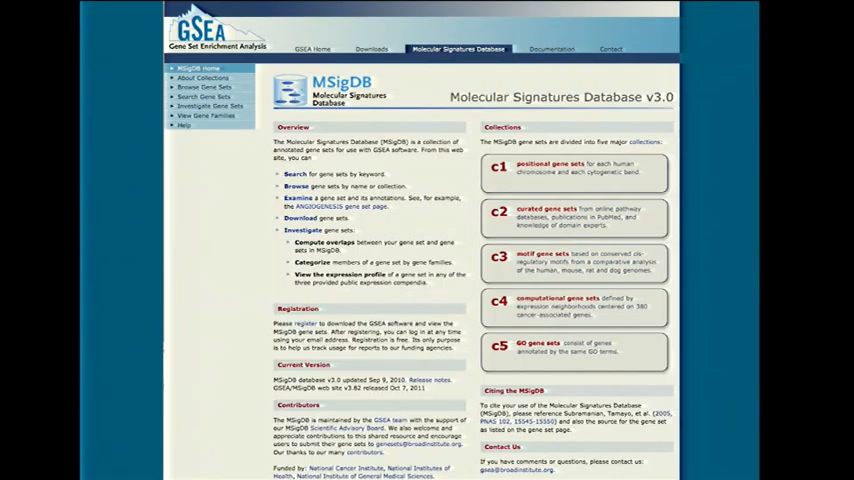 GSEA
Gene Set Enrichment Analysis
GSEA Home
Downloads
Molecular Signatures Database
Documentation
Contact
MSigDB Home
About Collections
Browse Gene Sets
Search Gene Sets
Investigate Gene Sets
View Gene Families
Help
MSigDB
Molecular Signatures
Database
Molecular Signatures Database v3.0
Overview
The Molecular Signatures Database (MSigDB) is a collection of
annotated gene sets for use with GSEA software. From this web
site, you can
Search for gene sets by keyword.
Browse gene sets by name or collection.
Examine a gene set and its annotations. See, for example,
the ANGIOGENESIS gene set page.
Download gene sets.
Investigate gene sets:
Compute overlaps between your gene set and gene
sets in MSigDB.
Categorize members of a gene set by gene families.
View the expression profile of a gene set in any of the
three provided public expression compendia.
Registration
Please register to download the GSEA software and view the
MSigDB gene sets. After registering, you can log in at any time
using your email address. Registration is free. Its only purpose
is to help us track usage for reports to our funding agencies.
Current Version
MSigDB database v3.0 updated Sep 9, 2010. Release notes.
GSEA/MSigDB web site v3.82 released Oct 7, 2011
Contributors
The MSigDB is maintained by the GSEA team with the support of
our MSigDB Scientific Advisory Board. We also welcome and
appreciate contributions to this shared resource and encourage
users to submit their gene sets to genesets@broadinstitute.org.
Our thanks to our many contributors.
Funded by: National Cancer Institute, National Institutes of
Health, National Institute of General Medical Sciences.
Collections
The MSigDB gene sets are divided into five major collections:
c1
positional gene sets for each human
chromosome and each cytogenetic band.
c2
curated gene sets from online pathway
databases, publications in PubMed, and
knowledge of domain experts.
c3
motif gene sets based on conserved cis-
regulatory motifs from a comparative analysis
of the human, mouse, rat and dog genomes.
c4
computational gene sets defined by
expression neighborhoods centered on 380
cancer-associated genes.
c5
GO gene sets consist of genes
annotated by the same GO terms.
Citing the MSigDB
To cite your use of the Molecular Signatures Database
(MSigDB), please reference Subramanian, Tamayo, et al. (2005,
PNAS 102, 15545-15550) and also the source for the gene set
as listed on the gene set page.
Contact Us
If you have comments or questions, please contact us:
gsea@broadinstitute.org.